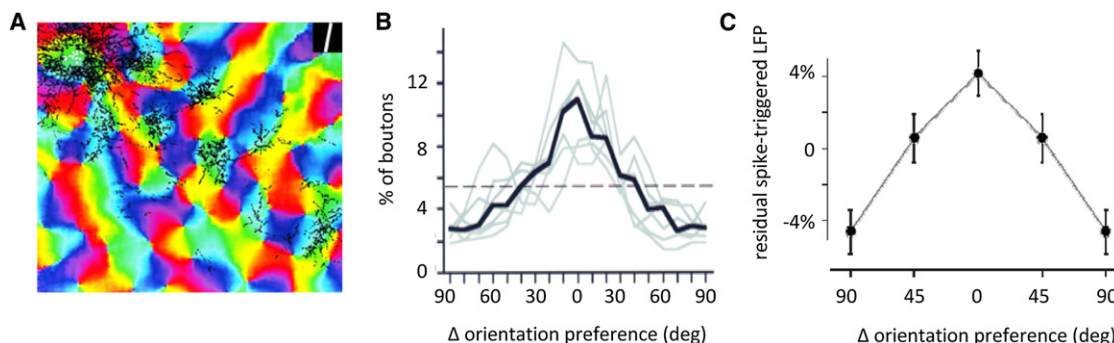 A
B
% of boutons
12
8
4
0
90 60 30 0 30 60 90
Δ orientation preference (deg)
C
residual spike-triggered LFP
4%
0
-4%
90 45 0 45 90
Δ orientation preference (deg)